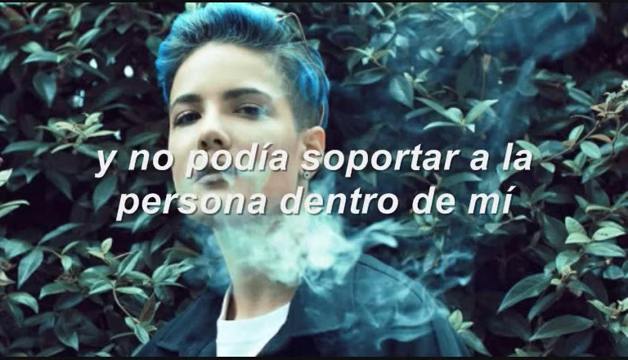 y no podía soportar a la
persona dentro de mí